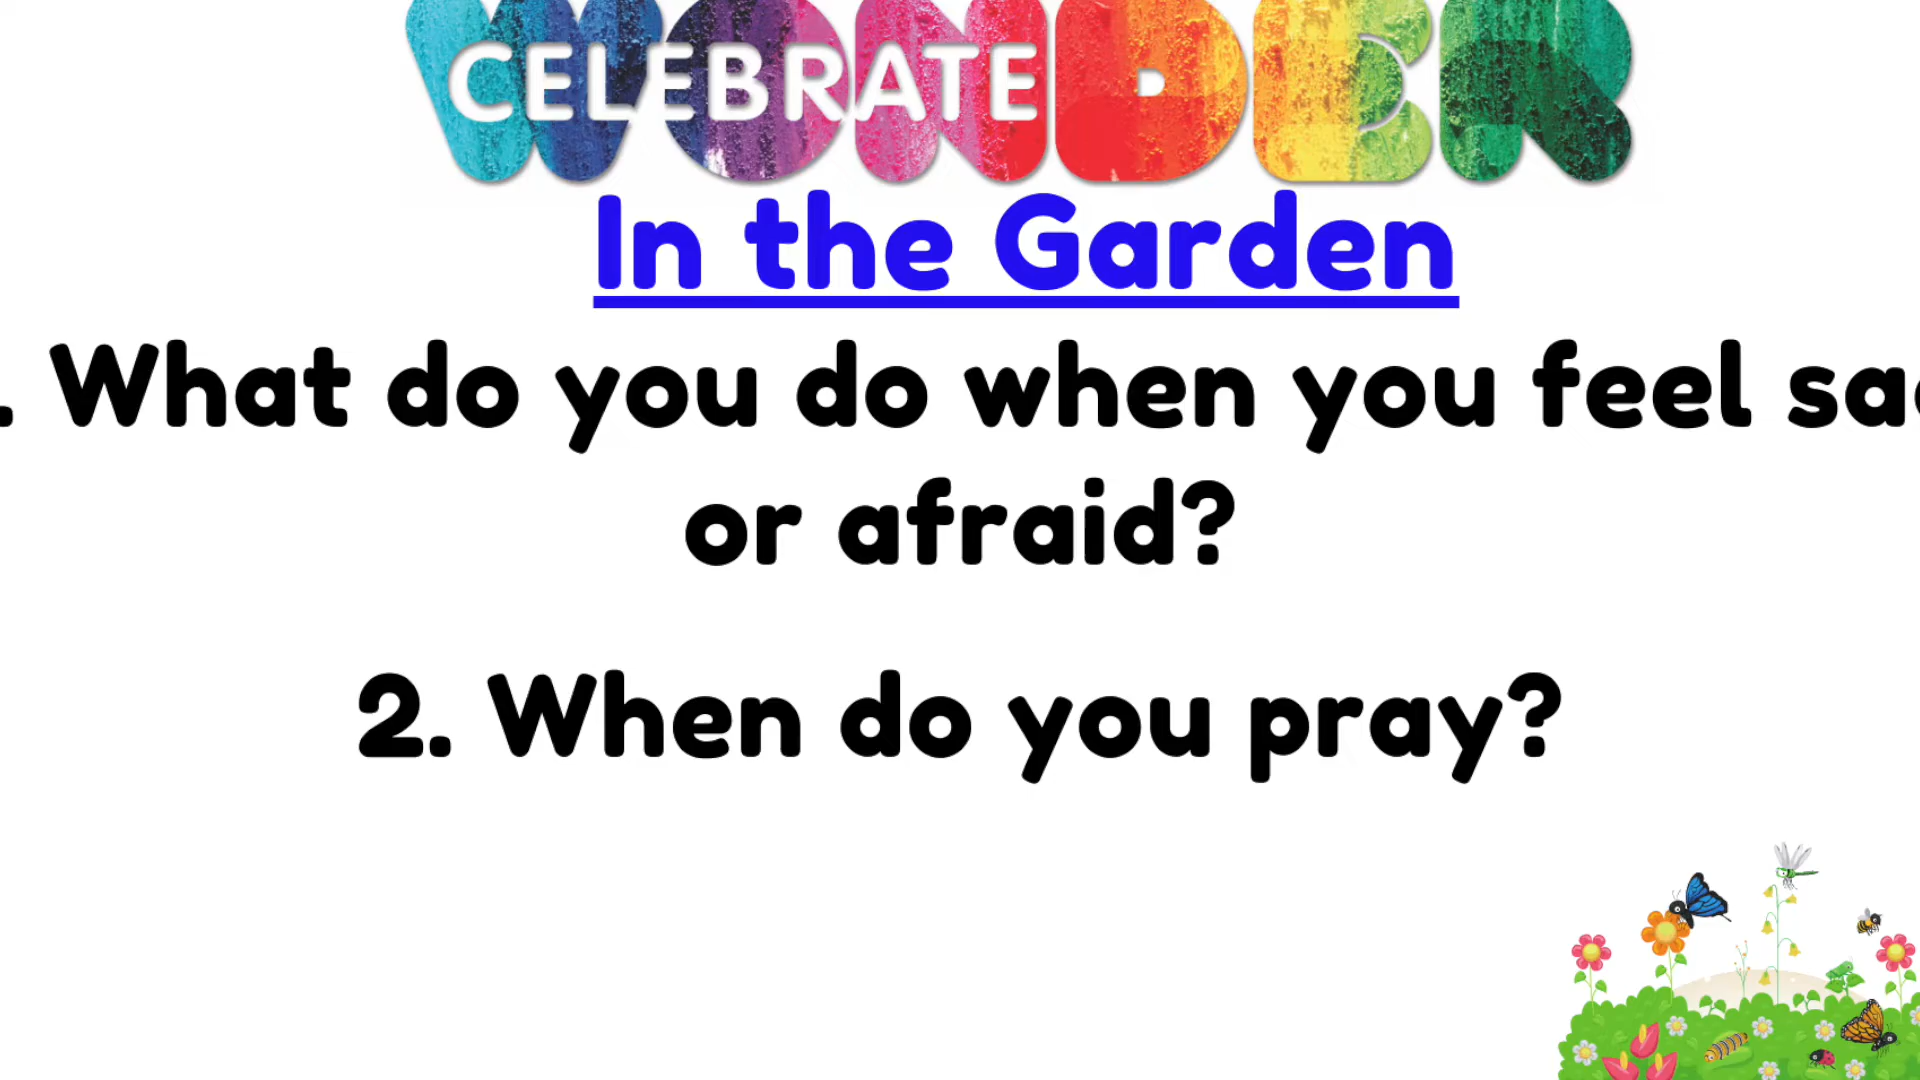 CELEBRATE
WONDER
In the Garden
. What do you do when you feel
or afraid?
2. When do you pray?